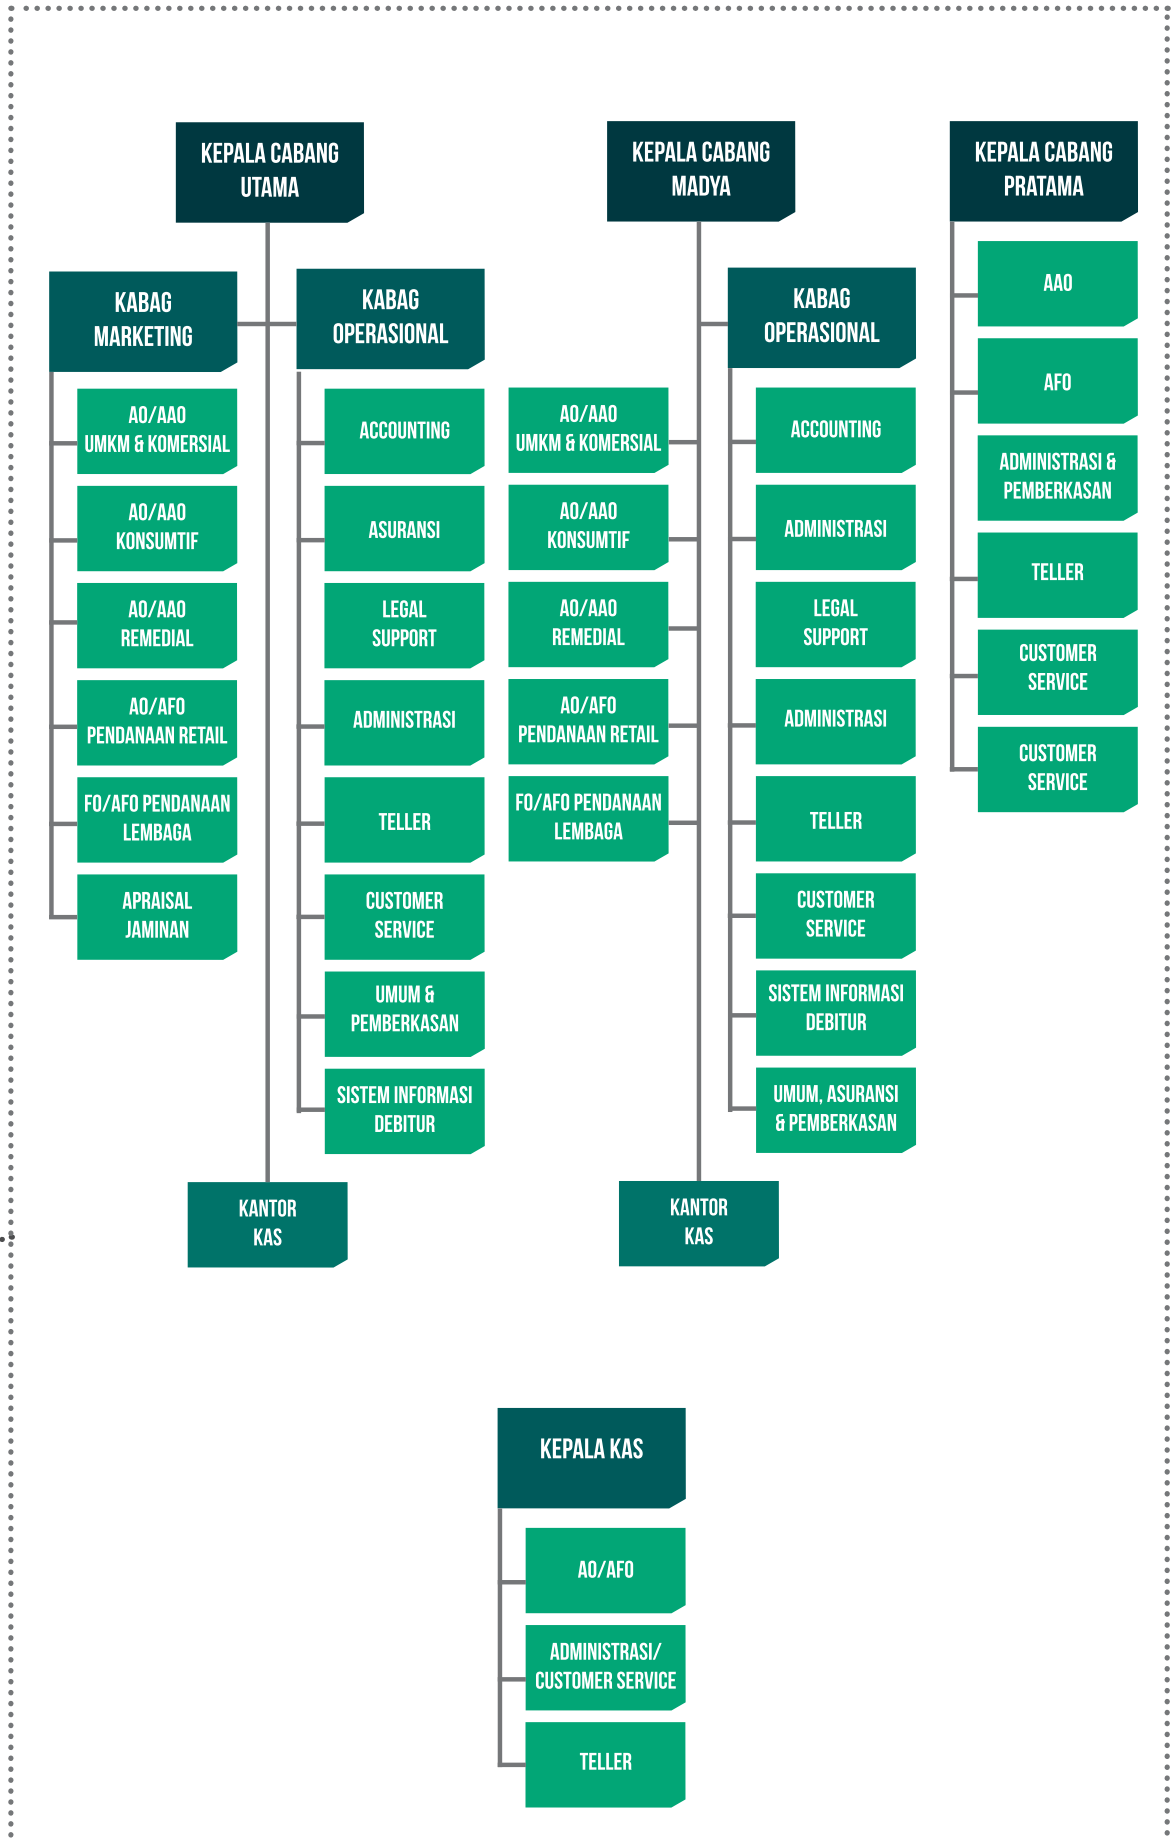 KEPALA CABANG
UTAMA
KABAG
MARKETING
AO/AAO
UMKM & KOMERSIAL
AO/AAO
KONSUMTIF
AO/AAO
REMEDIAL
AO/AFO
PENDANAAN RETAIL
FO/AFO PENDANAAN
LEMBAGA
APRAISAL
JAMINAN
KABAG
OPERASIONAL
ACCOUNTING
ASURANSI
LEGAL
SUPPORT
ADMINISTRASI
TELLER
CUSTOMER
SERVICE
UMUM &
PEMBERKASAN
SISTEM INFORMASI
DEBITUR
KANTOR
KAS
KEPALA CABANG
MADYA
AO/AAO
UMKM & KOMERSIAL
AO/AAO
KONSUMTIF
AO/AAO
REMEDIAL
AO/AFO
PENDANAAN RETAIL
FO/AFO PENDANAAN
LEMBAGA
KABAG
OPERASIONAL
ACCOUNTING
ADMINISTRASI
LEGAL
SUPPORT
ADMINISTRASI
TELLER
CUSTOMER
SERVICE
SISTEM INFORMASI
DEBITUR
UMUM, ASURANSI
& PEMBERKASAN
KANTOR
KAS
KEPALA CABANG
PRATAMA
AAO
AFO
ADMINISTRASI &
PEMBERKASAN
TELLER
CUSTOMER
SERVICE
CUSTOMER
SERVICE
KEPALA KAS
AO/AFO
ADMINISTRASI/
CUSTOMER SERVICE
TELLER